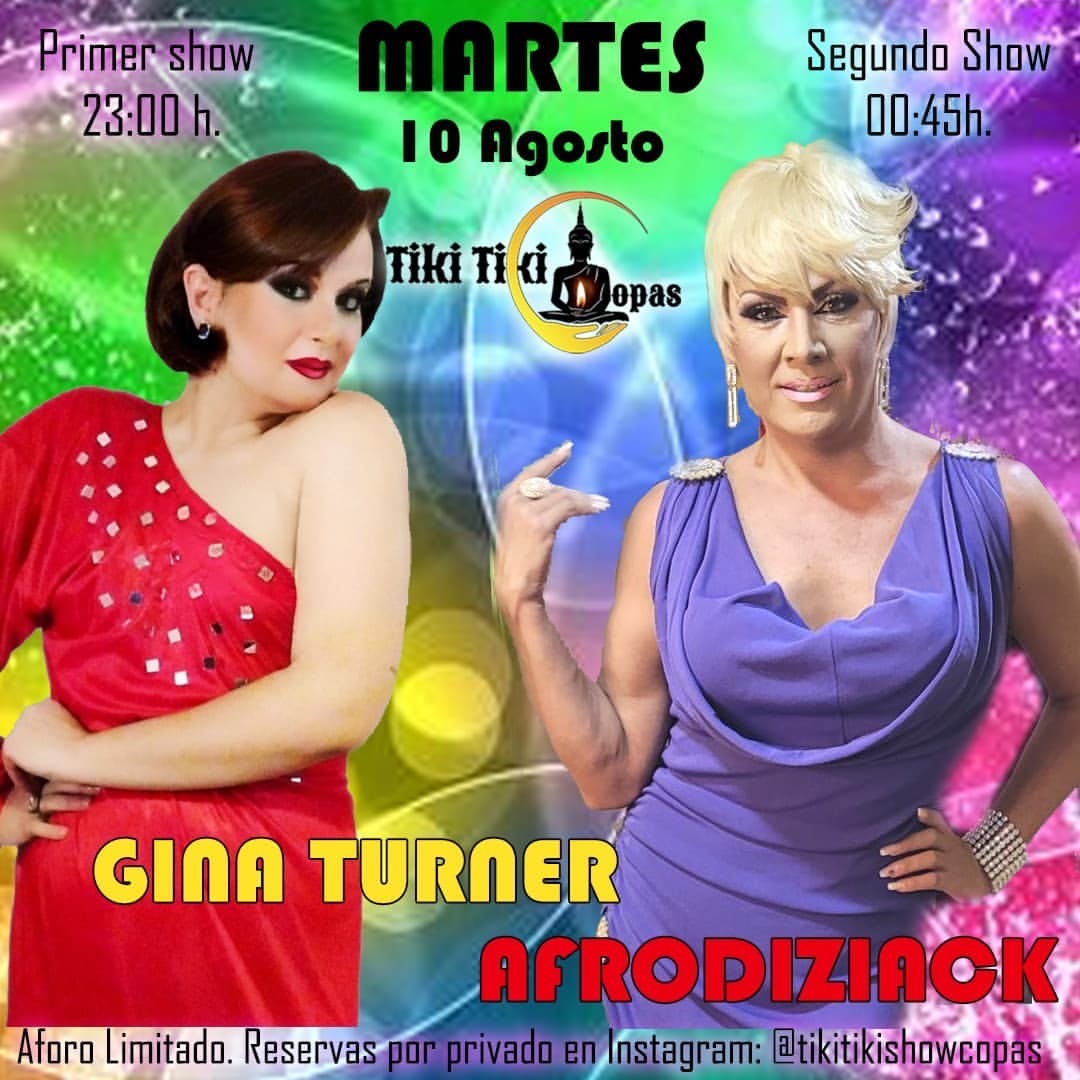 Primer show
23:00 h.
MARTES
10 Agosto
Segundo Show
00:45h.
Tiki Tiki Copas
GINA TURNER
AFRODIZIACK
Aforo Limitado. Reservas por privado en Instagram: @tikitikishowcopas